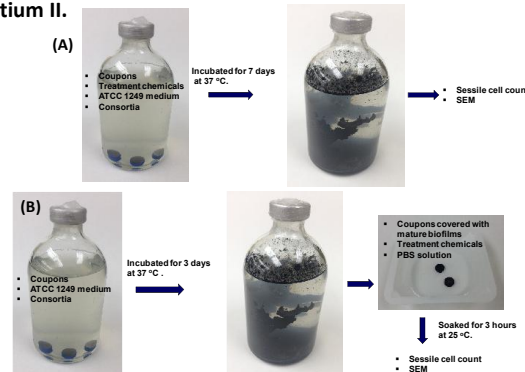 tium II.
(A)
▪ Coupons
▪ Treatment chemicals
▪ ATCC 1249 medium
▪ Consortia
Incubated for 7 days
at 37 °C.
▪ Sessile cell count
▪ SEM
(B)
▪ Coupons
▪ ATCC 1249 medium
▪ Consortia
Incubated for 3 days
at 37 °C .
▪ Coupons covered with
mature biofilms
▪ Treatment chemicals
▪ PBS solution
Soaked for 3 hours
at 25 °C.
▪ Sessile cell count
▪ SEM